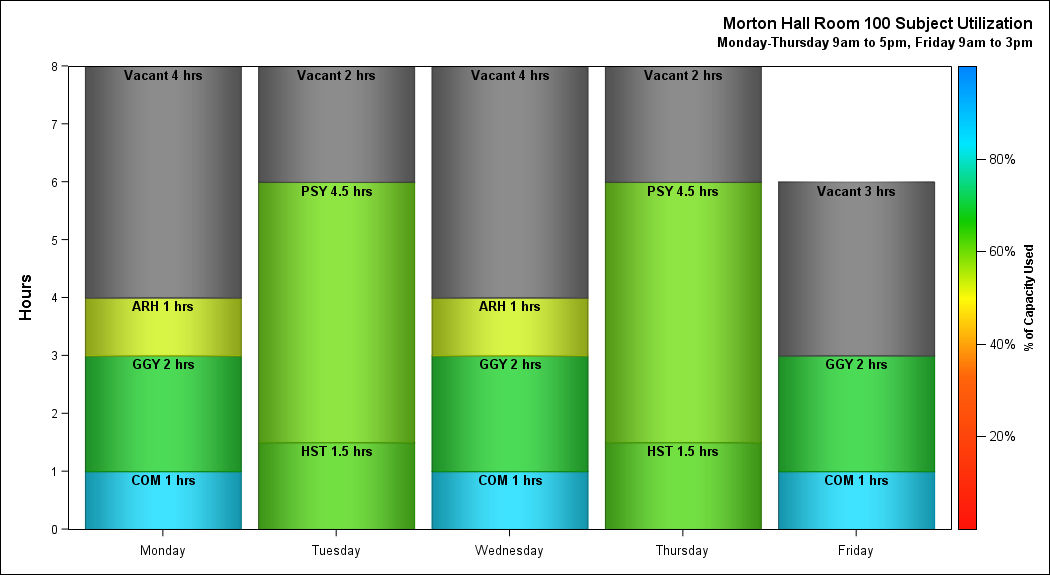 Morton Hall Room 100 Subject Utilization
Monday-Thursday 9am to 5pm, Friday 9am to 3pm
Hours
8
7
6
5
4
3
2
1
0
Vacant 4 hrs
ARH 1 hrs
GGY 2 hrs
COM 1 hrs
Vacant 2 hrs
PSY 4.5 hrs
HST 1.5 hrs
Vacant 4 hrs
ARH 1 hrs
GGY 2 hrs
COM 1 hrs
Vacant 2 hrs
PSY 4.5 hrs
HST 1.5 hrs
Vacant 3 hrs
GGY 2 hrs
COM 1 hrs
Monday
Tuesday
Wednesday
Thursday
Friday
80%
60%
40%
20%
% of Capacity Used